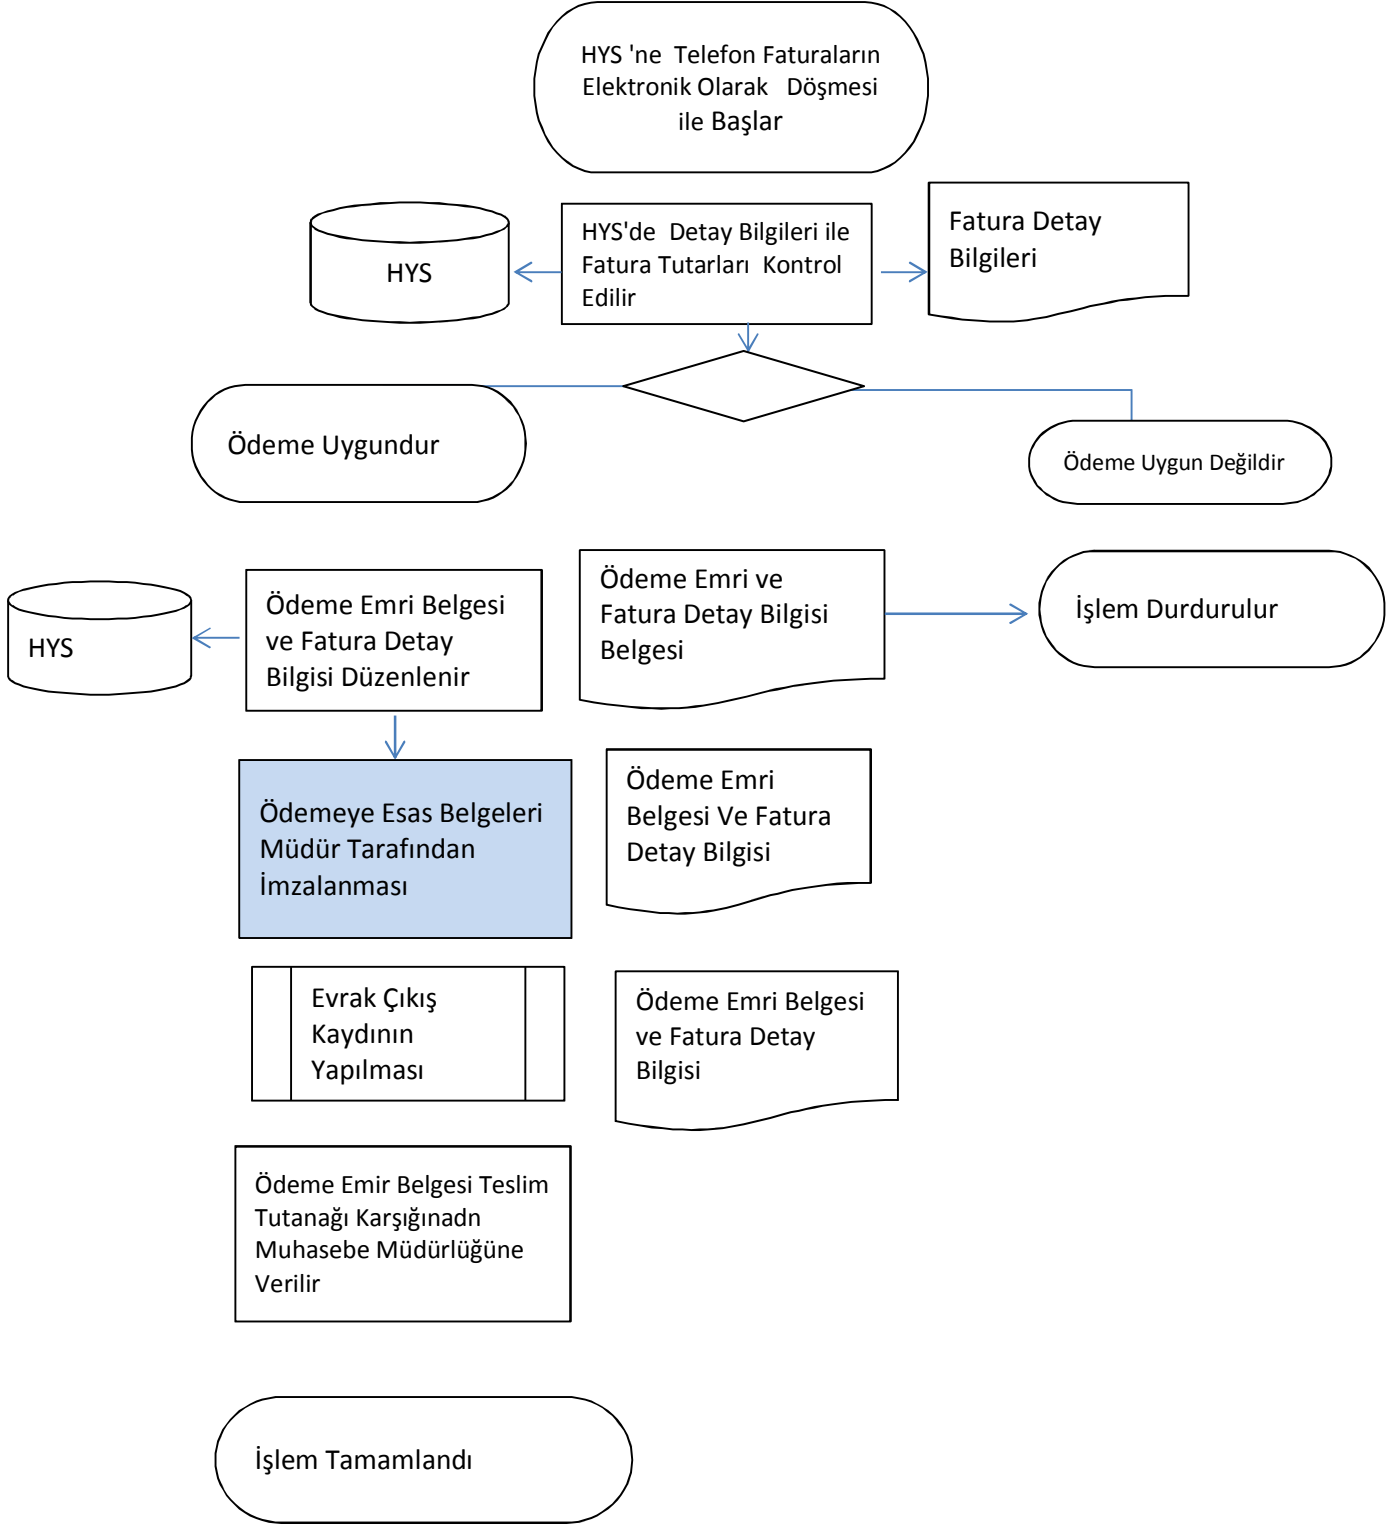 HYS 'ne Telefon Faturaların
Elektronik Olarak Döşmesi
ile Başlar
HYS
HYS'de Detay Bilgileri ile
Fatura Tutarları Kontrol
Edilir
Fatura Detay
Bilgileri
Ödeme Uygundur
Ödeme Uygun Değildir
HYS
Ödeme Emri Belgesi
ve Fatura Detay
Bilgisi Düzenlenir
Ödeme Emri ve
Fatura Detay Bilgisi
Belgesi
İşlem Durdurulur
Ödemeye Esas Belgeleri
Müdür Tarafından
İmzalanması
Ödeme Emri
Belgesi Ve Fatura
Detay Bilgisi
Evrak Çıkış
Kaydının
Yapılması
Ödeme Emri Belgesi
ve Fatura Detay
Bilgisi
Ödeme Emir Belgesi Teslim
Tutanağı Karşığınadn
Muhasebe Müdürlüğüne
Verilir
İşlem Tamamlandı